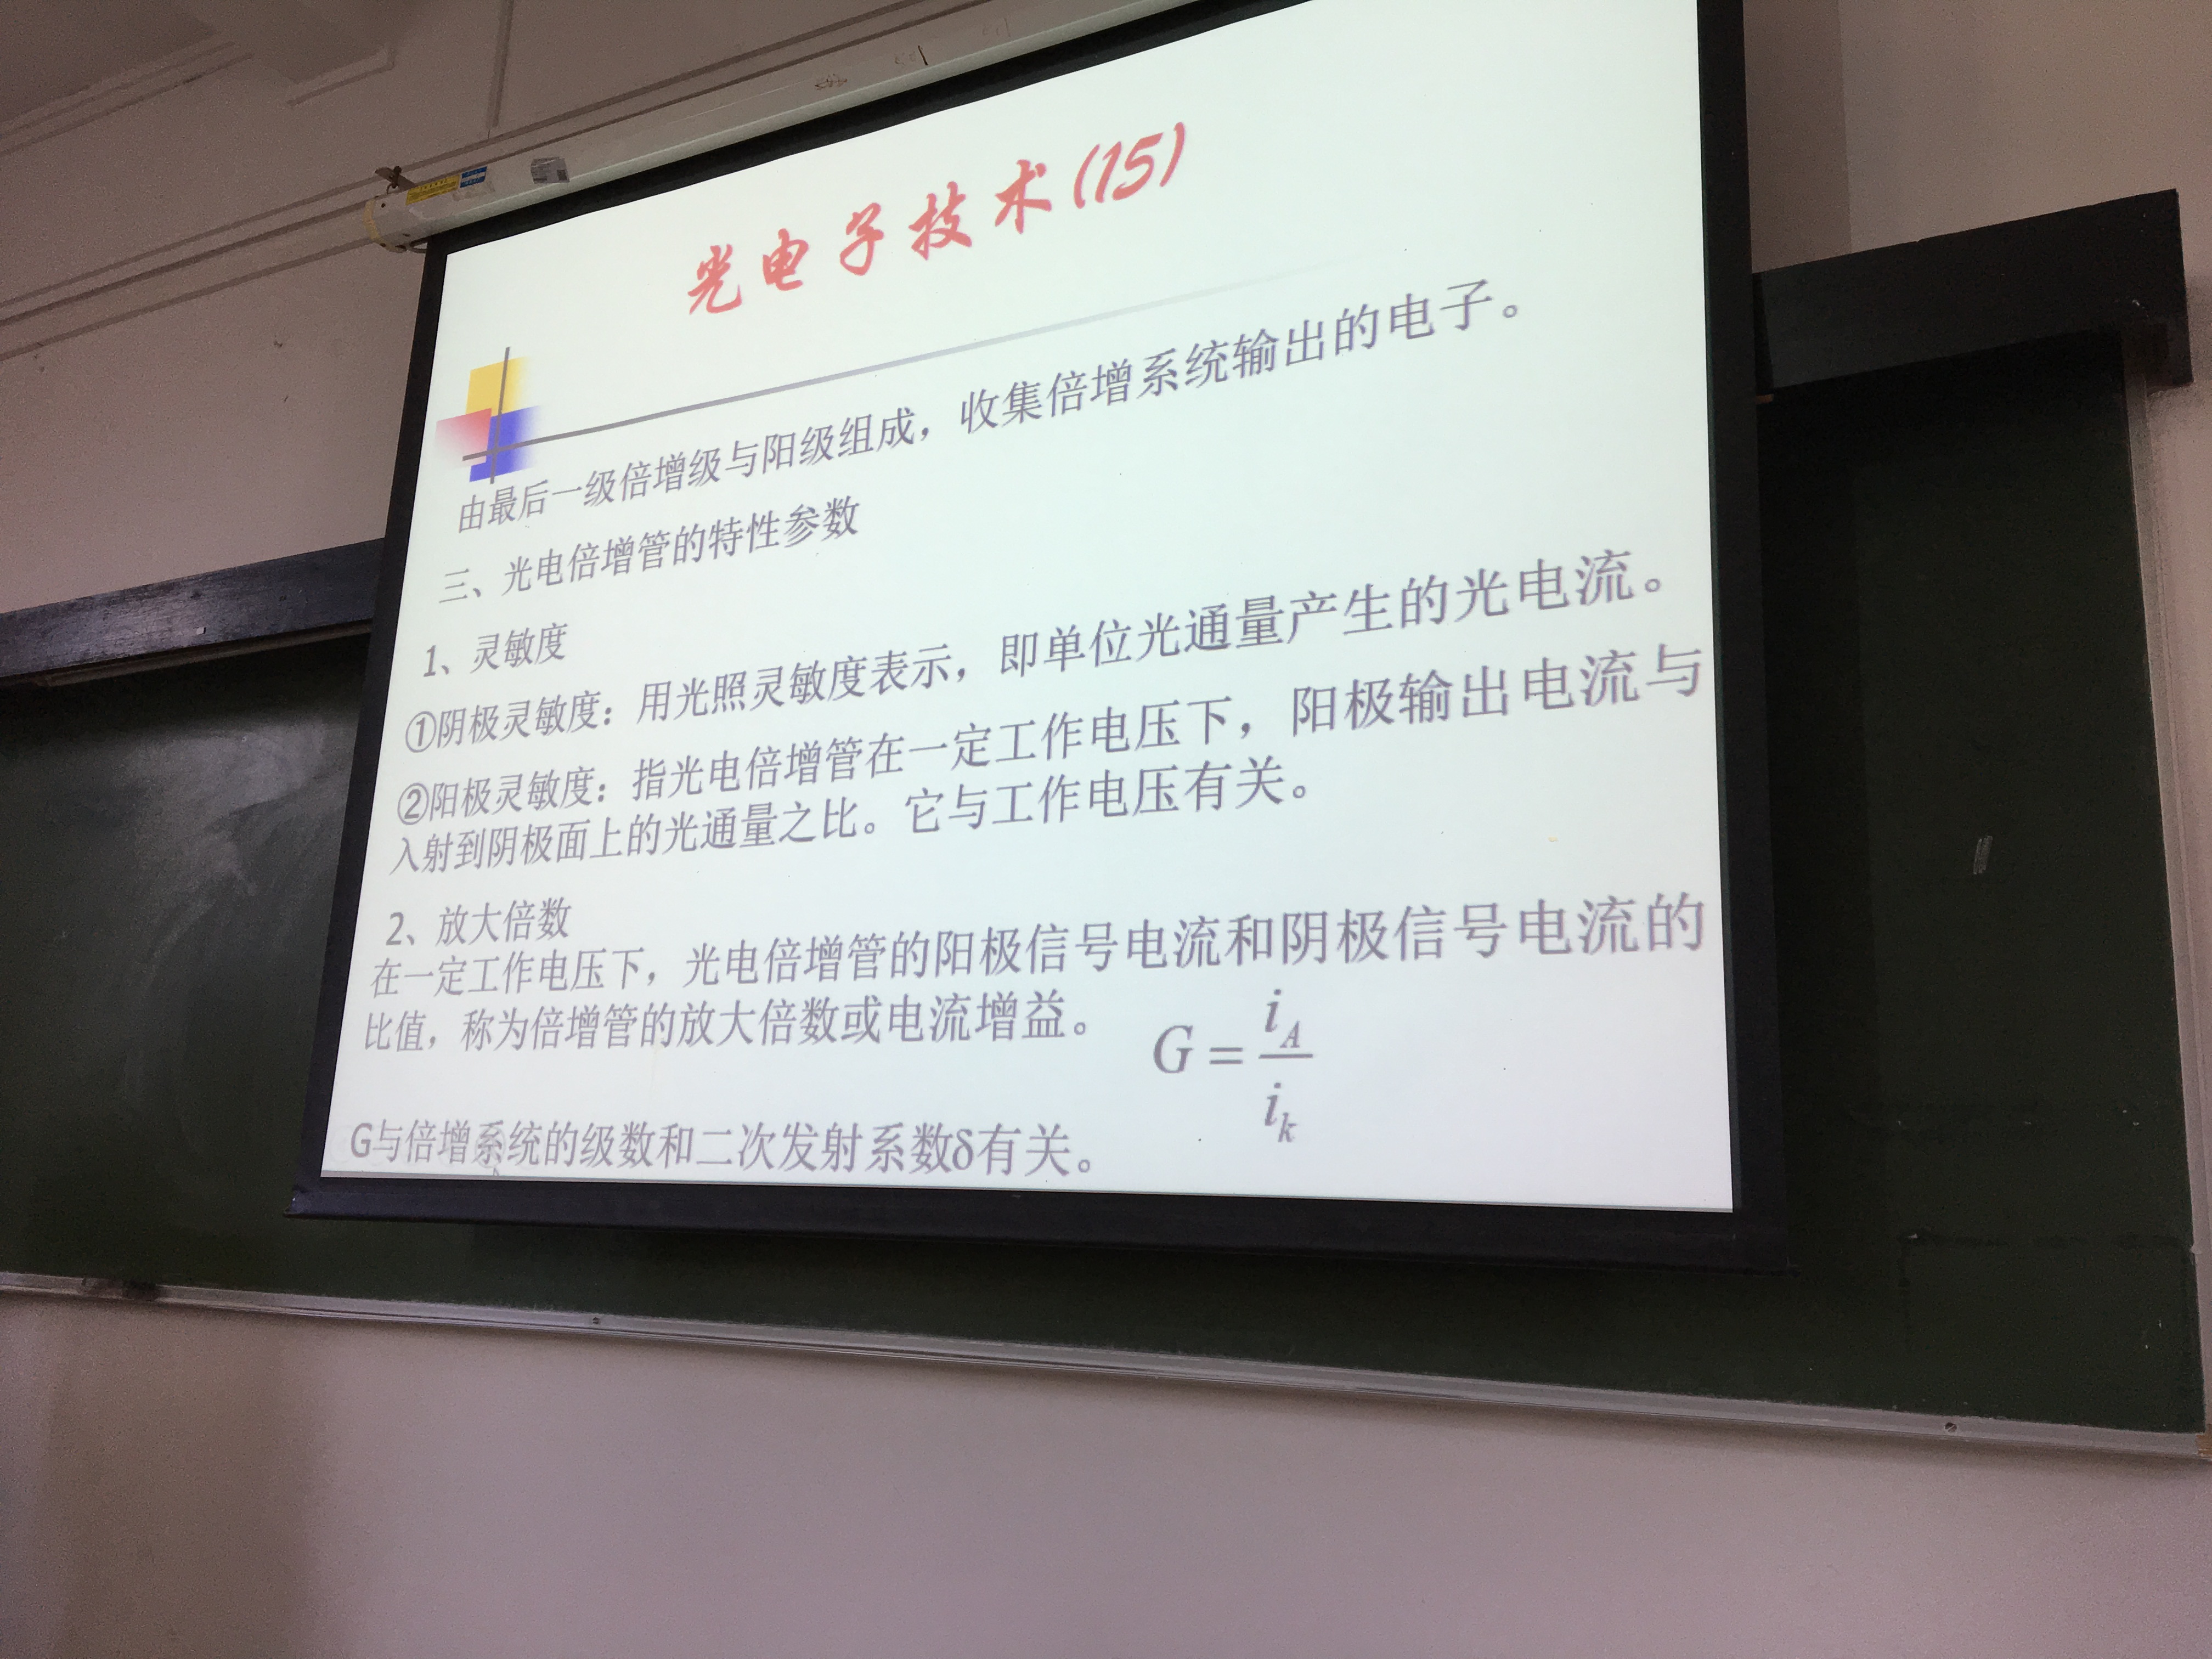 光电子技术(15)
由最后一级倍增级与阳级组成，收集倍增系统输出的电子。
三、光电倍增管的特性参数
1、灵敏度
①阴极灵敏度：用光照灵敏度表示，即单位光通量产生的光电流。
②阳极灵敏度：指光电倍增管在一定工作电压下，阳极输出电流与
入射到阴极面上的光通量之比。它与工作电压有关。
2、放大倍数
在一定工作电压下，光电倍增管的阳极信号电流和阴极信号电流的
比值，称为倍增管的放大倍数或电流增益。
G = i_A / i_k
G与倍增系统的级数和二次发射系数δ有关。